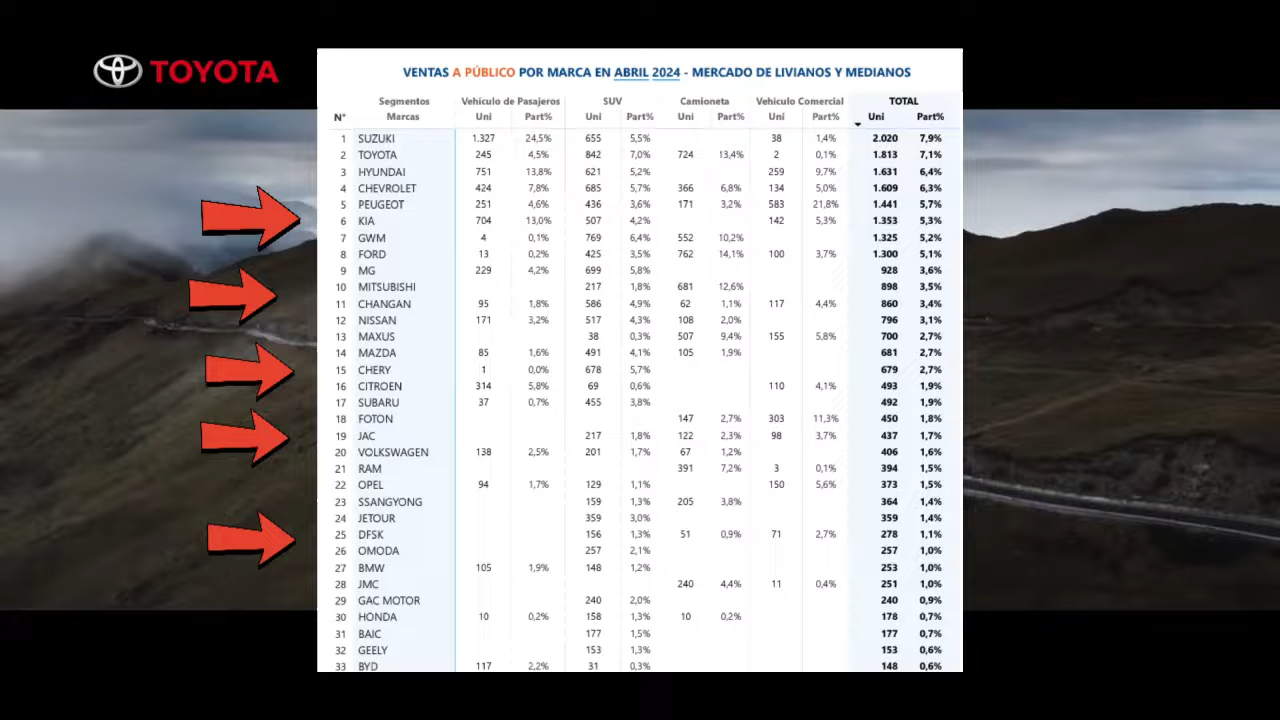 TOYOTA
VENTAS A PÚBLICO POR MARCA EN ABRIL 2024 - MERCADO DE LIVIANOS Y MEDIANOS
Segmentos Vehículo de Pasajeros SUV Camioneta Vehículo Comercial TOTAL
N° Marcas Uni Part% Uni Part% Uni Part% Uni Part% Uni Part%
1 SUZUKI 1.327 24,5% 655 5,5% 38 1,4% 2.020 7,9%
2 TOYOTA 245 4,5% 842 7,0% 724 13,4% 2 0,1% 1.813 7,1%
3 HYUNDAI 751 13,8% 621 5,2% 259 9,7% 1.631 6,4%
4 CHEVROLET 424 7,8% 685 5,7% 366 6,8% 134 5,0% 1.609 6,3%
5 PEUGEOT 251 4,6% 436 3,6% 171 3,2% 583 21,8% 1.441 5,7%
6 KIA 704 13,0% 507 4,2% 142 5,3% 1.353 5,3%
7 GWM 4 0,1% 769 6,4% 552 10,2% 1.325 5,2%
8 FORD 13 0,2% 425 3,5% 762 14,1% 100 3,7% 1.300 5,1%
9 MG 229 4,2% 699 5,8% 928 3,6%
10 MITSUBISHI 217 1,8% 681 12,6% 898 3,5%
11 CHANGAN 95 1,8% 586 4,9% 62 1,1% 117 4,4% 860 3,4%
12 NISSAN 171 3,2% 517 4,3% 108 2,0% 796 3,1%
13 MAXUS 38 0,3% 507 9,4% 155 5,8% 700 2,7%
14 MAZDA 85 1,6% 491 4,1% 105 1,9% 681 2,7%
15 CHERY 1 0,0% 678 5,7% 679 2,7%
16 CITROEN 314 5,8% 69 0,6% 110 4,1% 493 1,9%
17 SUBARU 37 0,7% 455 3,8% 492 1,9%
18 FOTON 147 2,7% 303 11,3% 450 1,8%
19 JAC 217 1,8% 122 2,3% 98 3,7% 437 1,7%
20 VOLKSWAGEN 138 2,5% 201 1,7% 67 1,2% 406 1,6%
21 RAM 391 7,2% 3 0,1% 394 1,5%
22 OPEL 94 1,7% 129 1,1% 150 5,6% 373 1,5%
23 SSANGYONG 159 1,3% 205 3,8% 364 1,4%
24 JETOUR 359 3,0% 359 1,4%
25 DFSK 156 1,3% 51 0,9% 71 2,7% 278 1,1%
26 OMODA 257 2,1% 257 1,0%
27 BMW 105 1,9% 148 1,2% 253 1,0%
28 JMC 240 4,4% 11 0,4% 251 1,0%
29 GAC MOTOR 240 2,0% 240 0,9%
30 HONDA 10 0,2% 158 1,3% 10 0,2% 178 0,7%
31 BAIC 177 1,5% 177 0,7%
32 GEELY 153 1,3% 153 0,6%
33 BYD 117 2,2% 31 0,3% 148 0,6%